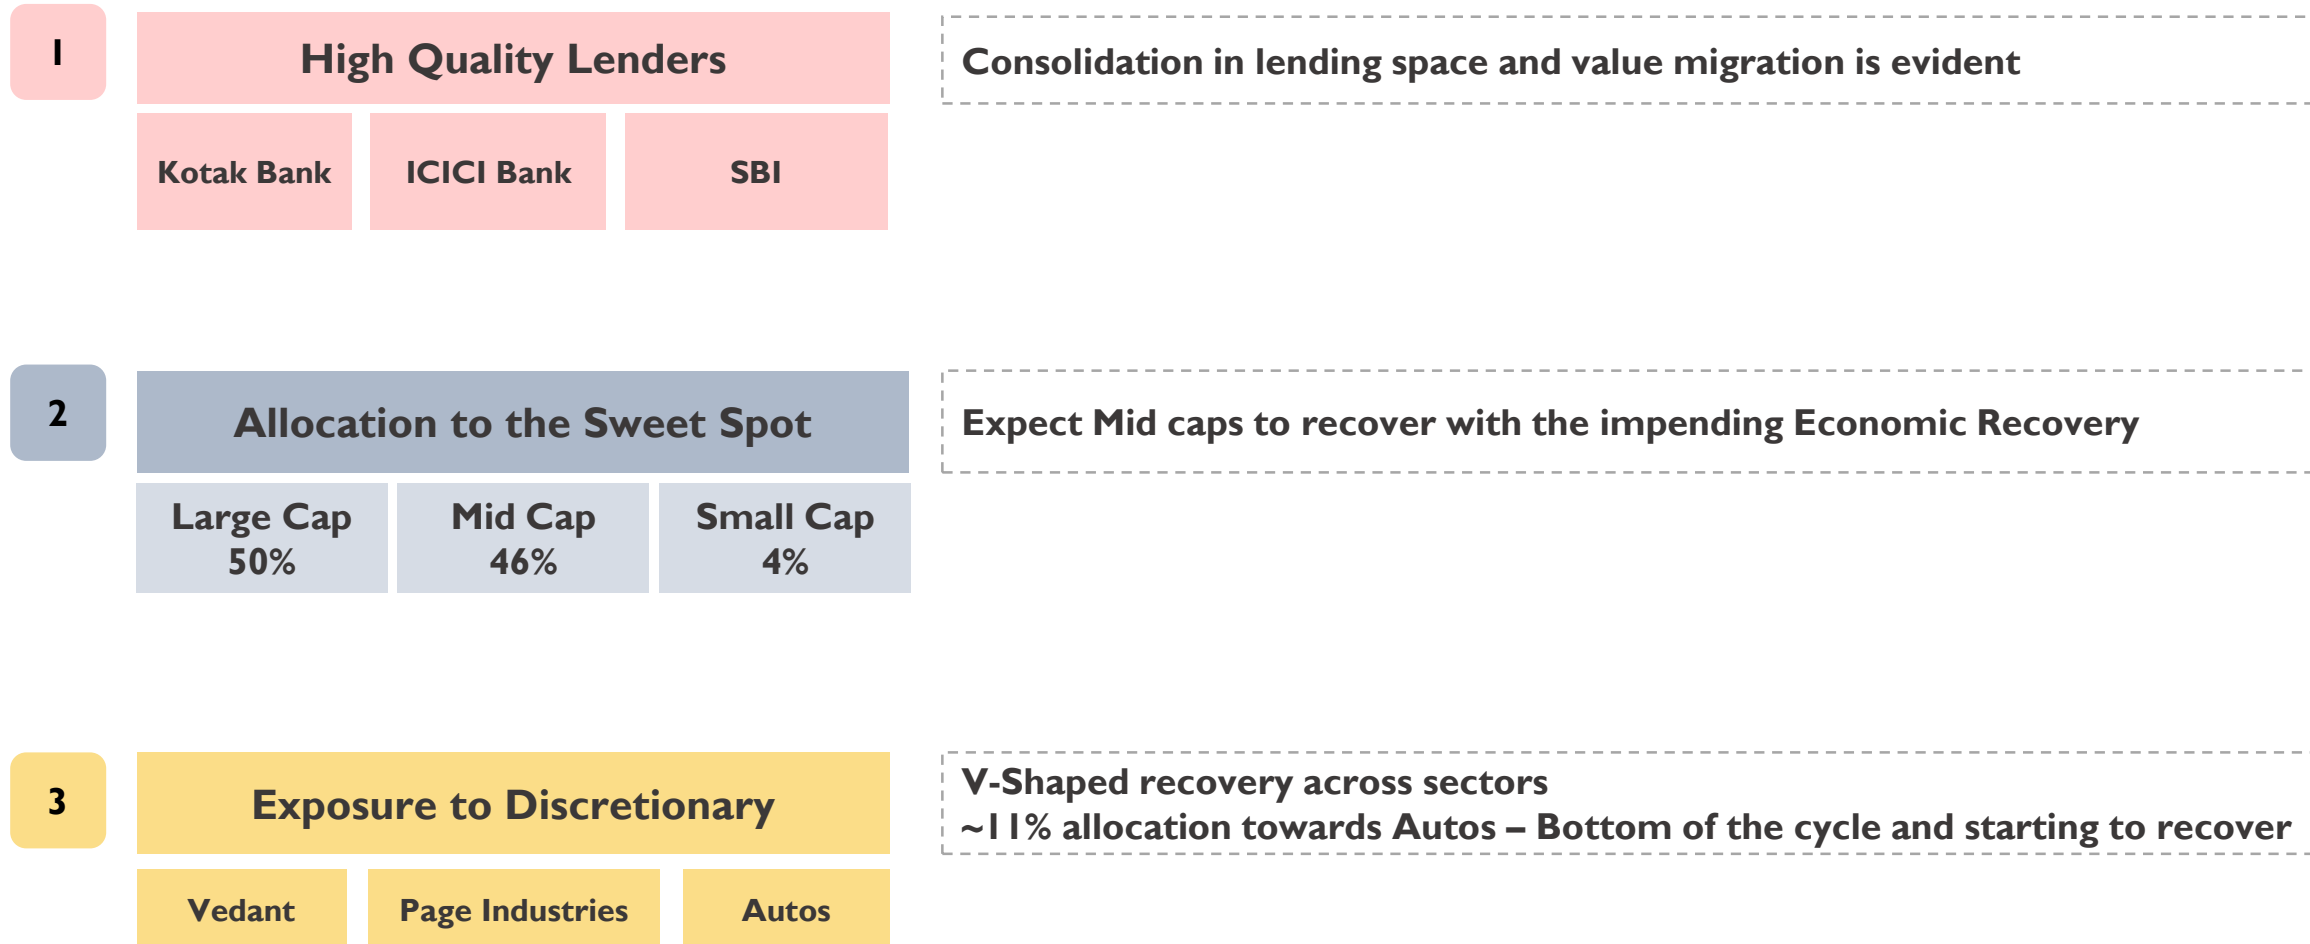 1
High Quality Lenders
Consolidation in lending space and value migration is evident
Kotak Bank
ICICI Bank
SBI
2
Allocation to the Sweet Spot
Expect Mid caps to recover with the impending Economic Recovery
Large Cap
50%
Mid Cap
46%
Small Cap
4%
3
Exposure to Discretionary
V-Shaped recovery across sectors
~11% allocation towards Autos – Bottom of the cycle and starting to recover
Vedant
Page Industries
Autos